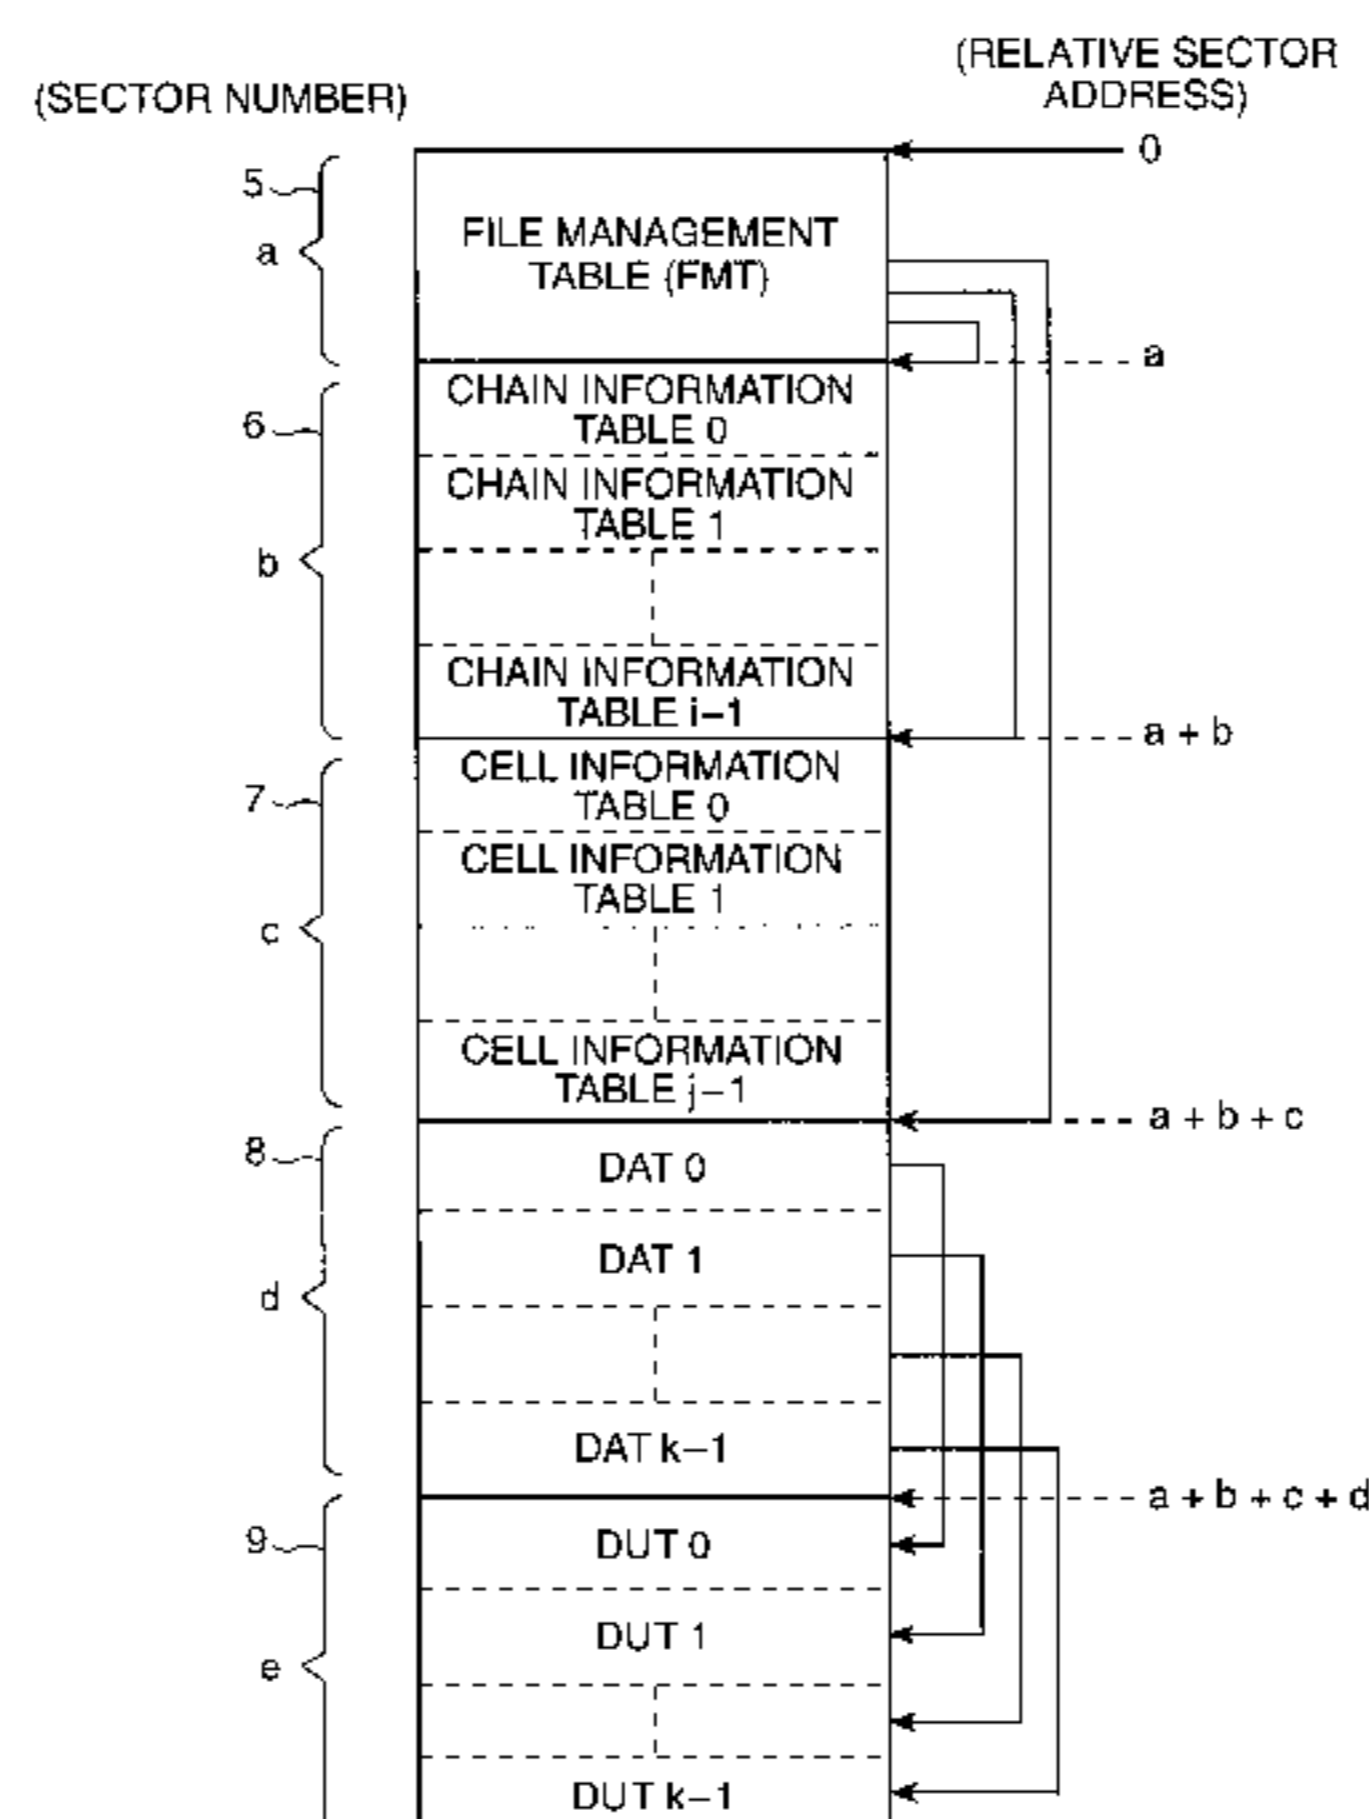 (RELATIVE SECTOR
ADDRESS)
(SECTOR NUMBER)
0
5
a
FILE MANAGEMENT
TABLE (FMT)
a
6
b
CHAIN INFORMATION
TABLE 0
CHAIN INFORMATION
TABLE 1
CHAIN INFORMATION
TABLE i–1
a + b
7
c
CELL INFORMATION
TABLE 0
CELL INFORMATION
TABLE 1
CELL INFORMATION
TABLE j–1
a + b + c
8
d
DAT 0
DAT 1
DAT k–1
a + b + c + d
9
e
DUT 0
DUT 1
DUT k–1